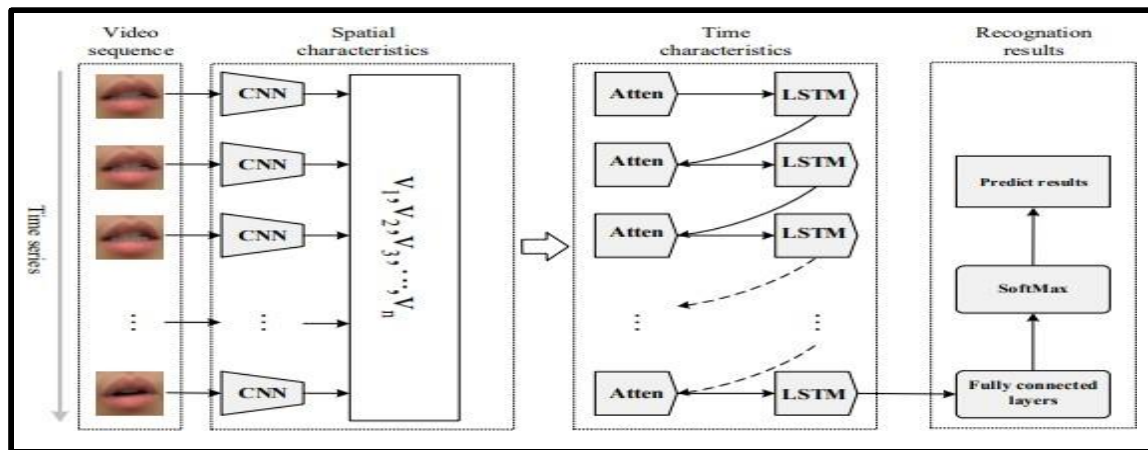 Video
sequence
Spatial
characteristics
Time
characteristics
Recognation
results
Time series
CNN
CNN
CNN
⋮
⋮
CNN
V1,V2,V3,...,Vn
Atten
LSTM
Atten
LSTM
Atten
LSTM
⋮
⋮
Atten
LSTM
Predict results
SoftMax
Fully connected
layers